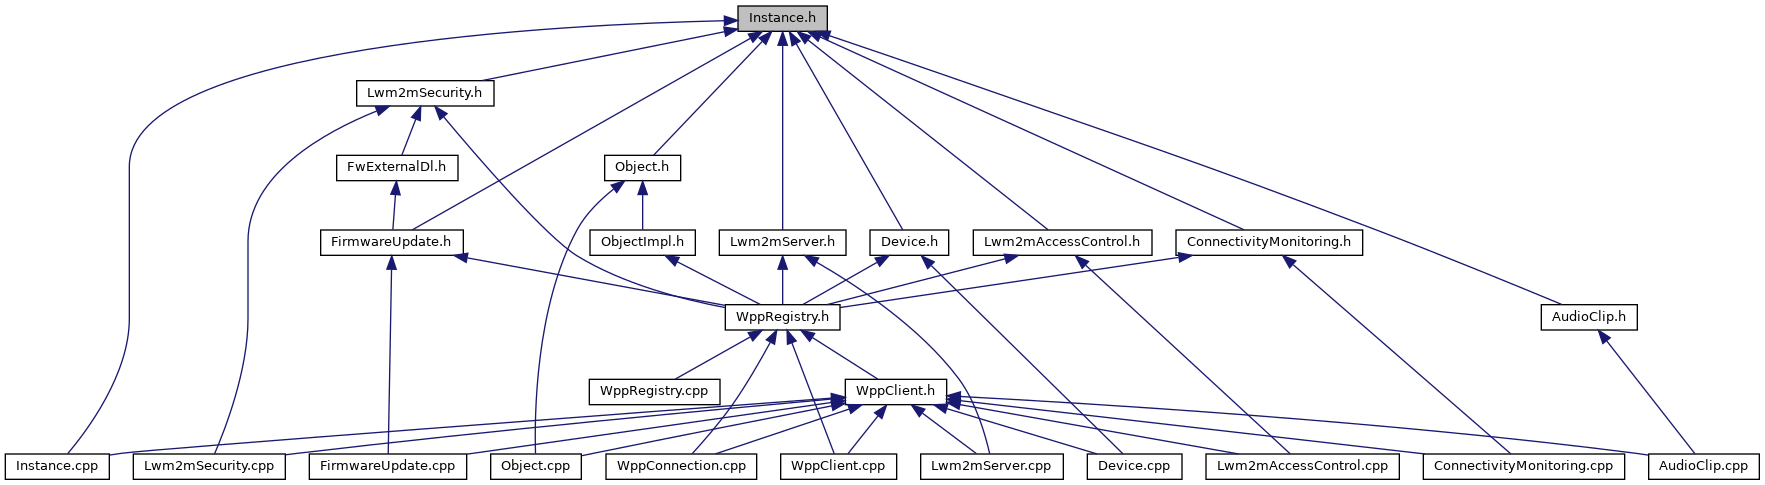 Instance.h
Lwm2mSecurity.h
FwExternalDl.h
Object.h
FirmwareUpdate.h
ObjectImpl.h
Lwm2mServer.h
Device.h
Lwm2mAccessControl.h
ConnectivityMonitoring.h
WppRegistry.h
AudioClip.h
WppRegistry.cpp
WppClient.h
Instance.cpp
Lwm2mSecurity.cpp
FirmwareUpdate.cpp
Object.cpp
WppConnection.cpp
WppClient.cpp
Lwm2mServer.cpp
Device.cpp
Lwm2mAccessControl.cpp
ConnectivityMonitoring.cpp
AudioClip.cpp